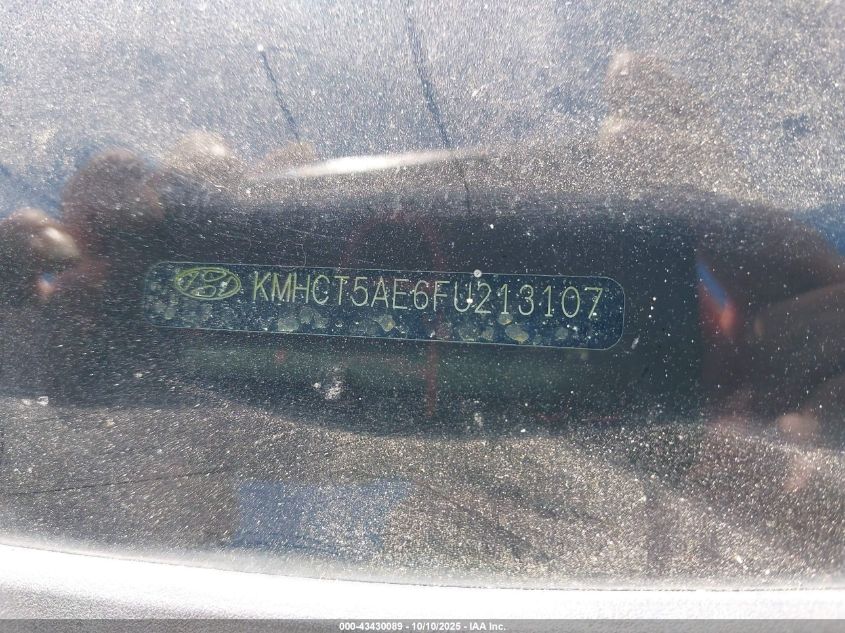 KMHCT5AE6FU213107
000-43430089 - 10/10/2025 - IAA Inc.